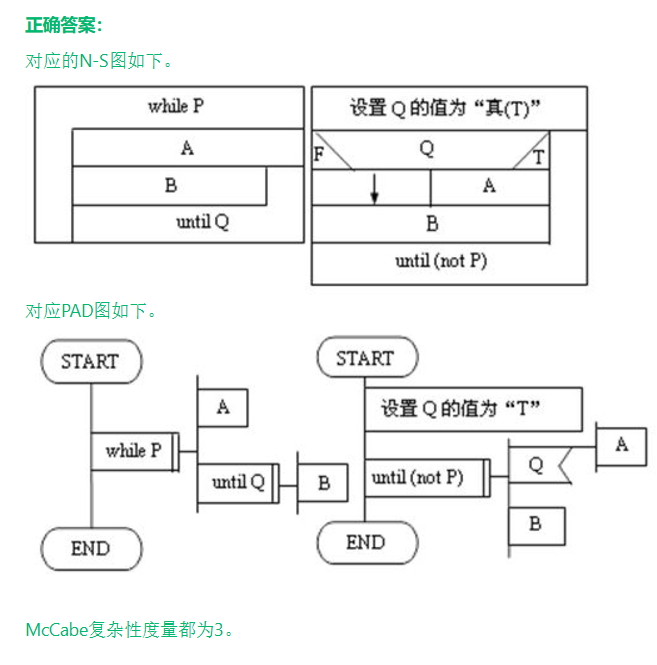 正确答案：
对应的N-S图如下。
while P
A
B
until Q
设置 Q 的值为“真(T)”
F
Q
T
A
B
until (not P)
对应PAD图如下。
START
A
while P
until Q
B
END
START
设置 Q 的值为“T”
until (not P)
Q
A
B
END
McCabe复杂性度量都为3。